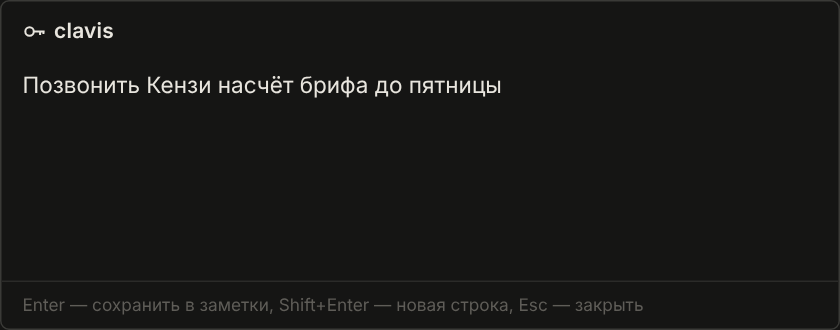 clavis
Позвонить Кензи насчёт брифа до пятницы
Enter — сохранить в заметки, Shift+Enter — новая строка, Esc — закрыть